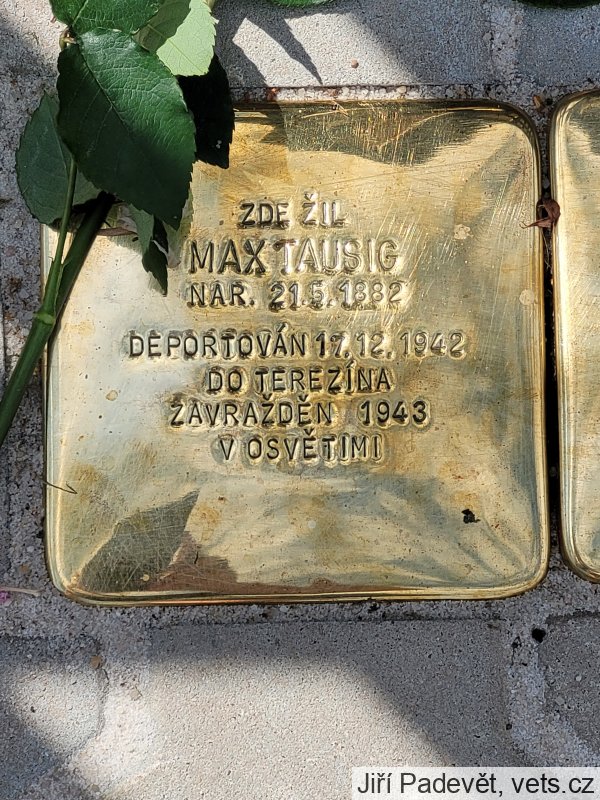 ZDE ŽIL
MAX TAUSIG
NAR. 21.5.1882
DEPORTOVÁN 17.12.1942
DO TEREZÍNA
ZAVRAŽDĚN 1943
V OSVĚTIMI
Jiří Padevět, vets.cz